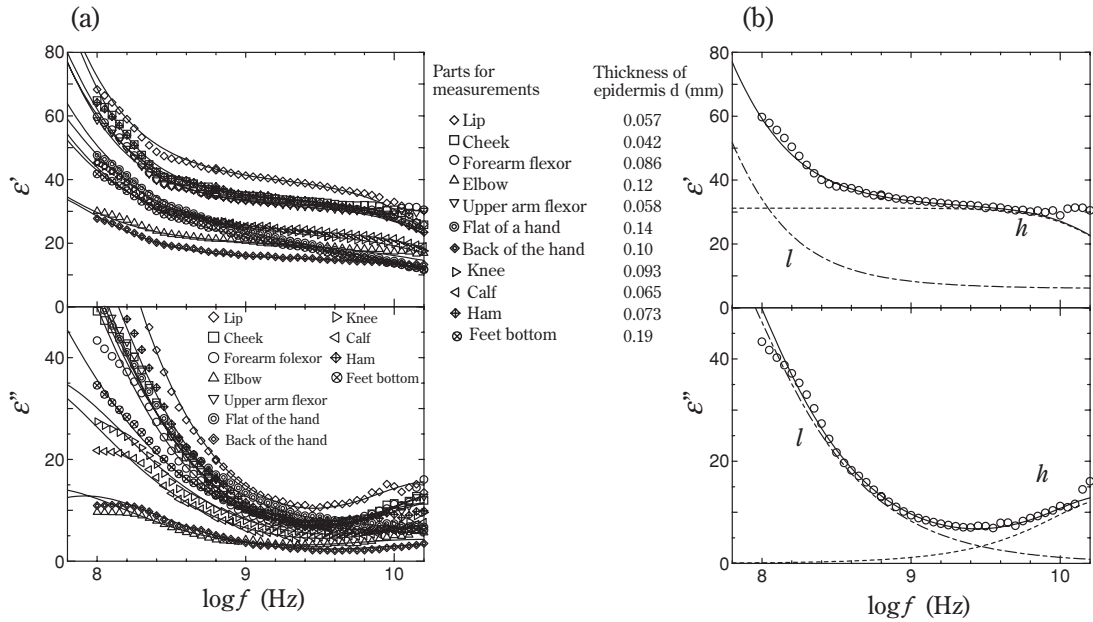 (a)
(b)
80
60
40
20
0
ε'
40
20
0
ε"
8
9
10
log f (Hz)
Lip
Cheek
Forearm folexor
Elbow
Upper arm flexor
Flat of the hand
Back of the hand
Knee
Calf
Ham
Feet bottom
Parts for
measurements
Thickness of
epidermis d (mm)
Lip 0.057
Cheek 0.042
Forearm flexor 0.086
Elbow 0.12
Upper arm flexor 0.058
Flat of a hand 0.14
Back of the hand 0.10
Knee 0.093
Calf 0.065
Ham 0.073
Feet bottom 0.19
80
60
40
20
0
ε'
l
h
40
20
0
ε"
l
h
8
9
10
log f (Hz)